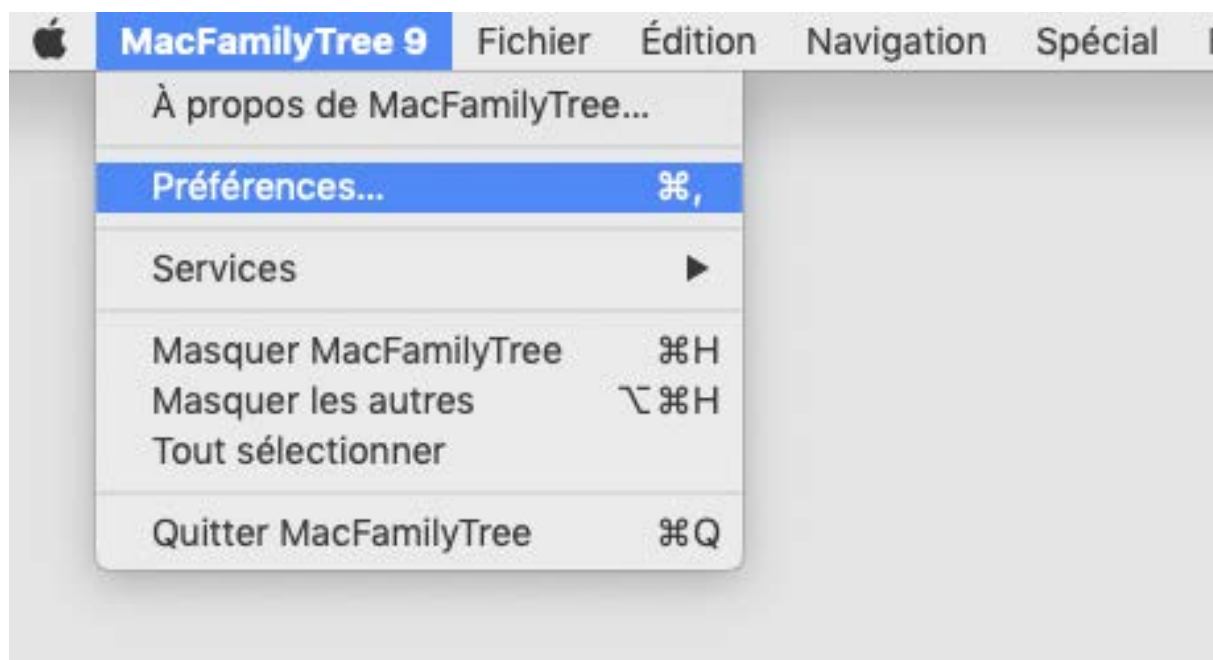 MacFamilyTree 9 Fichier Édition Navigation Spécial
À propos de MacFamilyTree...
Préférences... ⌘,
Services ▶
Masquer MacFamilyTree ⌘H
Masquer les autres ⌥⌘H
Tout sélectionner
Quitter MacFamilyTree ⌘Q